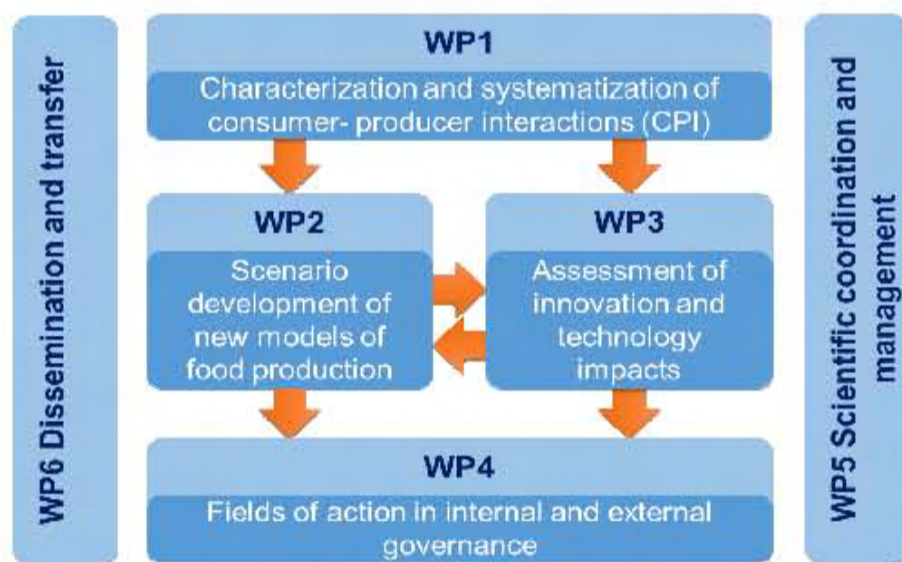 WP6 Dissemination and transfer
WP1
Characterization and systematization of
consumer- producer interactions (CPI)
WP2
Scenario
development of
new models of
food production
WP3
Assessment of
innovation and
technology
impacts
WP4
Fields of action in internal and external
governance
WP5 Scientific coordination and
management